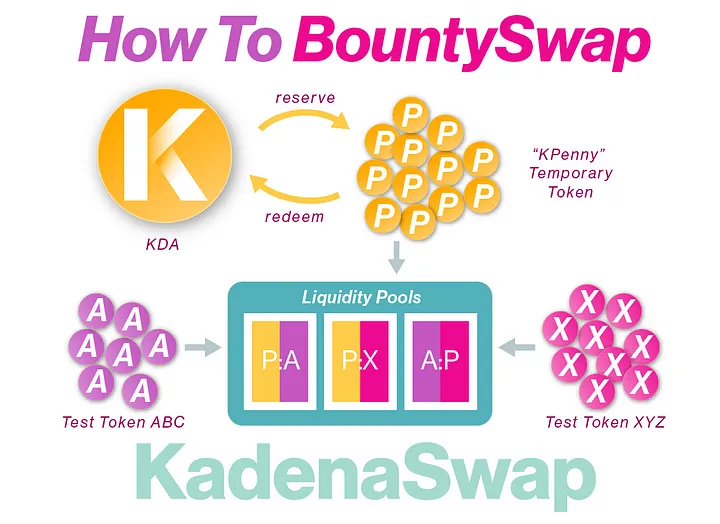 How To BountySwap
reserve
K
P
P
P
P
P
P
P
P
P
P
P
P
"KPenny"
Temporary
Token
redeem
KDA
Liquidity Pools
P:A
P:X
A:P
A
A
A
A
A
A
A
X
X
X
X
X
X
X
X
Test Token ABC
Test Token XYZ
KadenaSwap